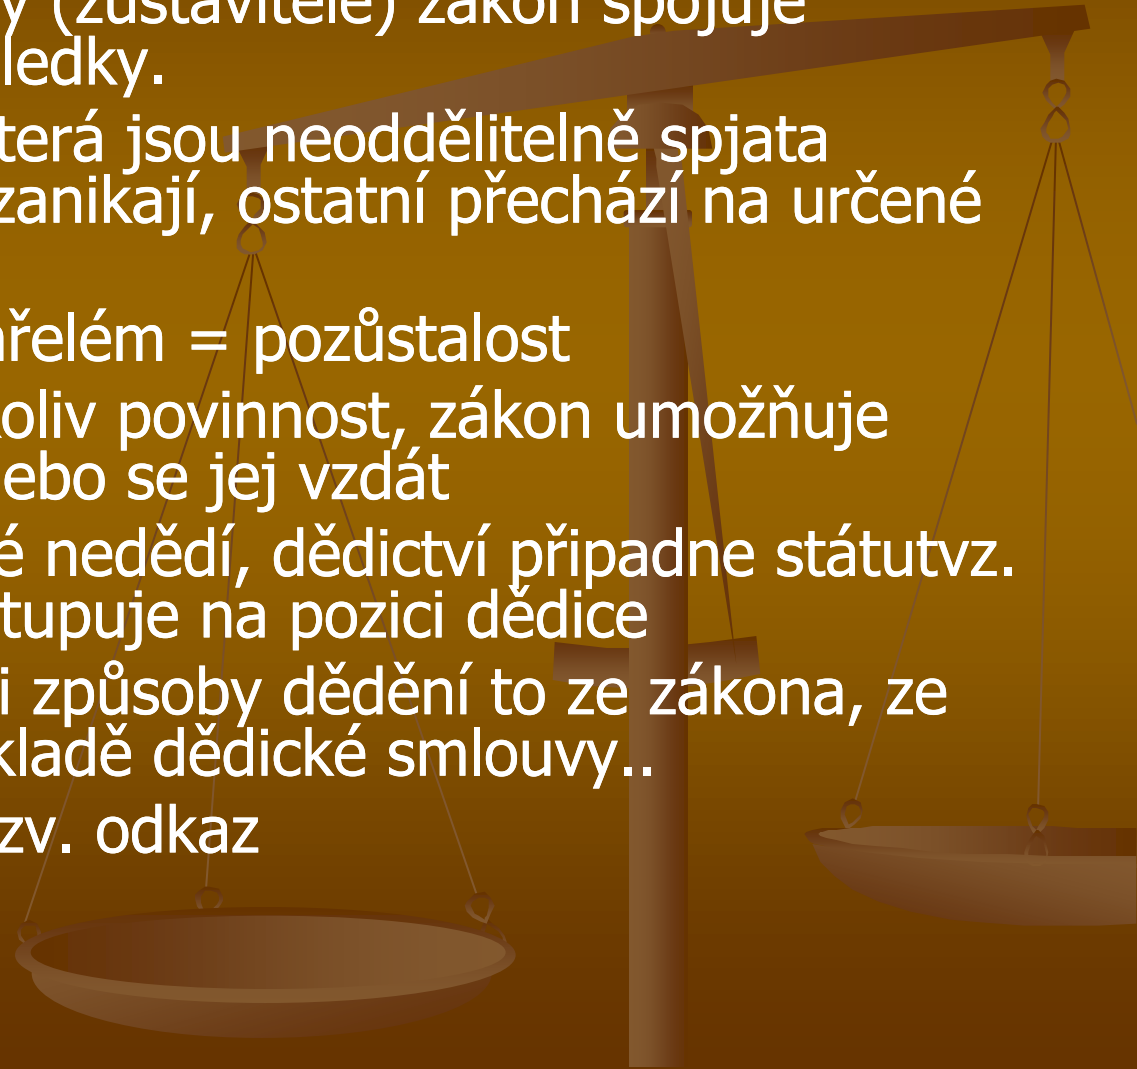 y (zůstavitele) zákon spojuje
ledky.
terá jsou neoddělitelně spjata
zanikají, ostatní přechází na určené
ařelém = pozůstalost
koliv povinnost, zákon umožňuje
ebo se jej vzdát
é nedědí, dědictví připadne státutvz.
tupuje na pozici dědice
i způsoby dědění to ze zákona, ze
kladě dědické smlouvy..
zv. odkaz